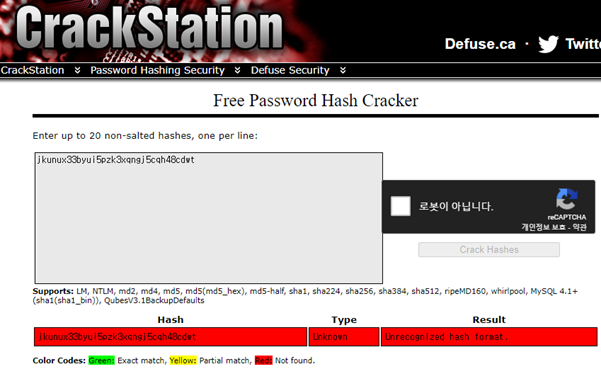 CrackStation
Defuse.ca · Twitte
CrackStation Password Hashing Security Defuse Security
Free Password Hash Cracker
Enter up to 20 non-salted hashes, one per line:
jkunux33byui5pzk3xqngj5cqh48cdwt
로봇이 아닙니다.
reCAPTCHA
개인정보 보호 - 약관
Crack Hashes
Supports: LM, NTLM, md2, md4, md5, md5(md5_hex), md5-half, sha1, sha224, sha256, sha384, sha512, ripeMD160, whirlpool, MySQL 4.1+
(sha1(sha1_bin)), QubesV3.1BackupDefaults
Hash Type Result
jkunux33byui5pzk3xqngj5cqh48cdwt Unknown Unrecognized hash format.
Color Codes: Green: Exact match, Yellow: Partial match, Red: Not found.